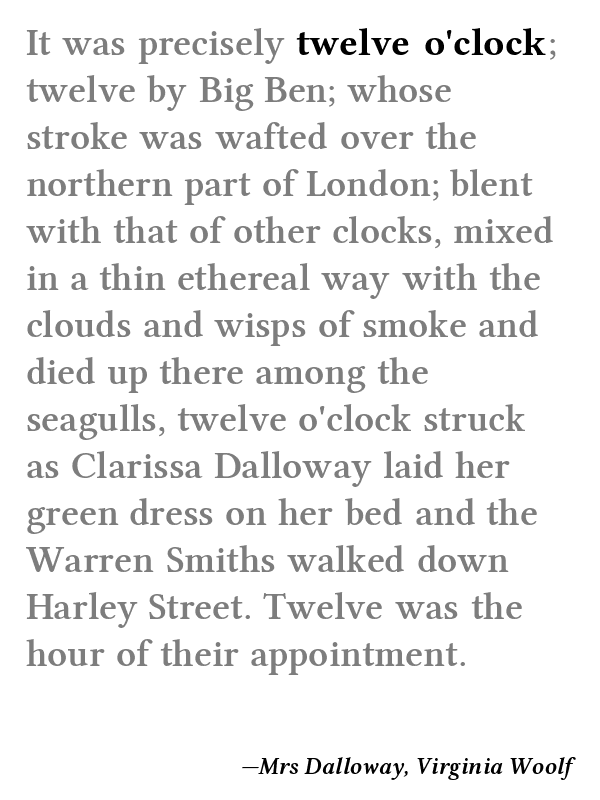 It was precisely twelve o'clock;
twelve by Big Ben; whose
stroke was wafted over the
northern part of London; blent
with that of other clocks, mixed
in a thin ethereal way with the
clouds and wisps of smoke and
died up there among the
seagulls, twelve o'clock struck
as Clarissa Dalloway laid her
green dress on her bed and the
Warren Smiths walked down
Harley Street. Twelve was the
hour of their appointment.
—Mrs Dalloway, Virginia Woolf